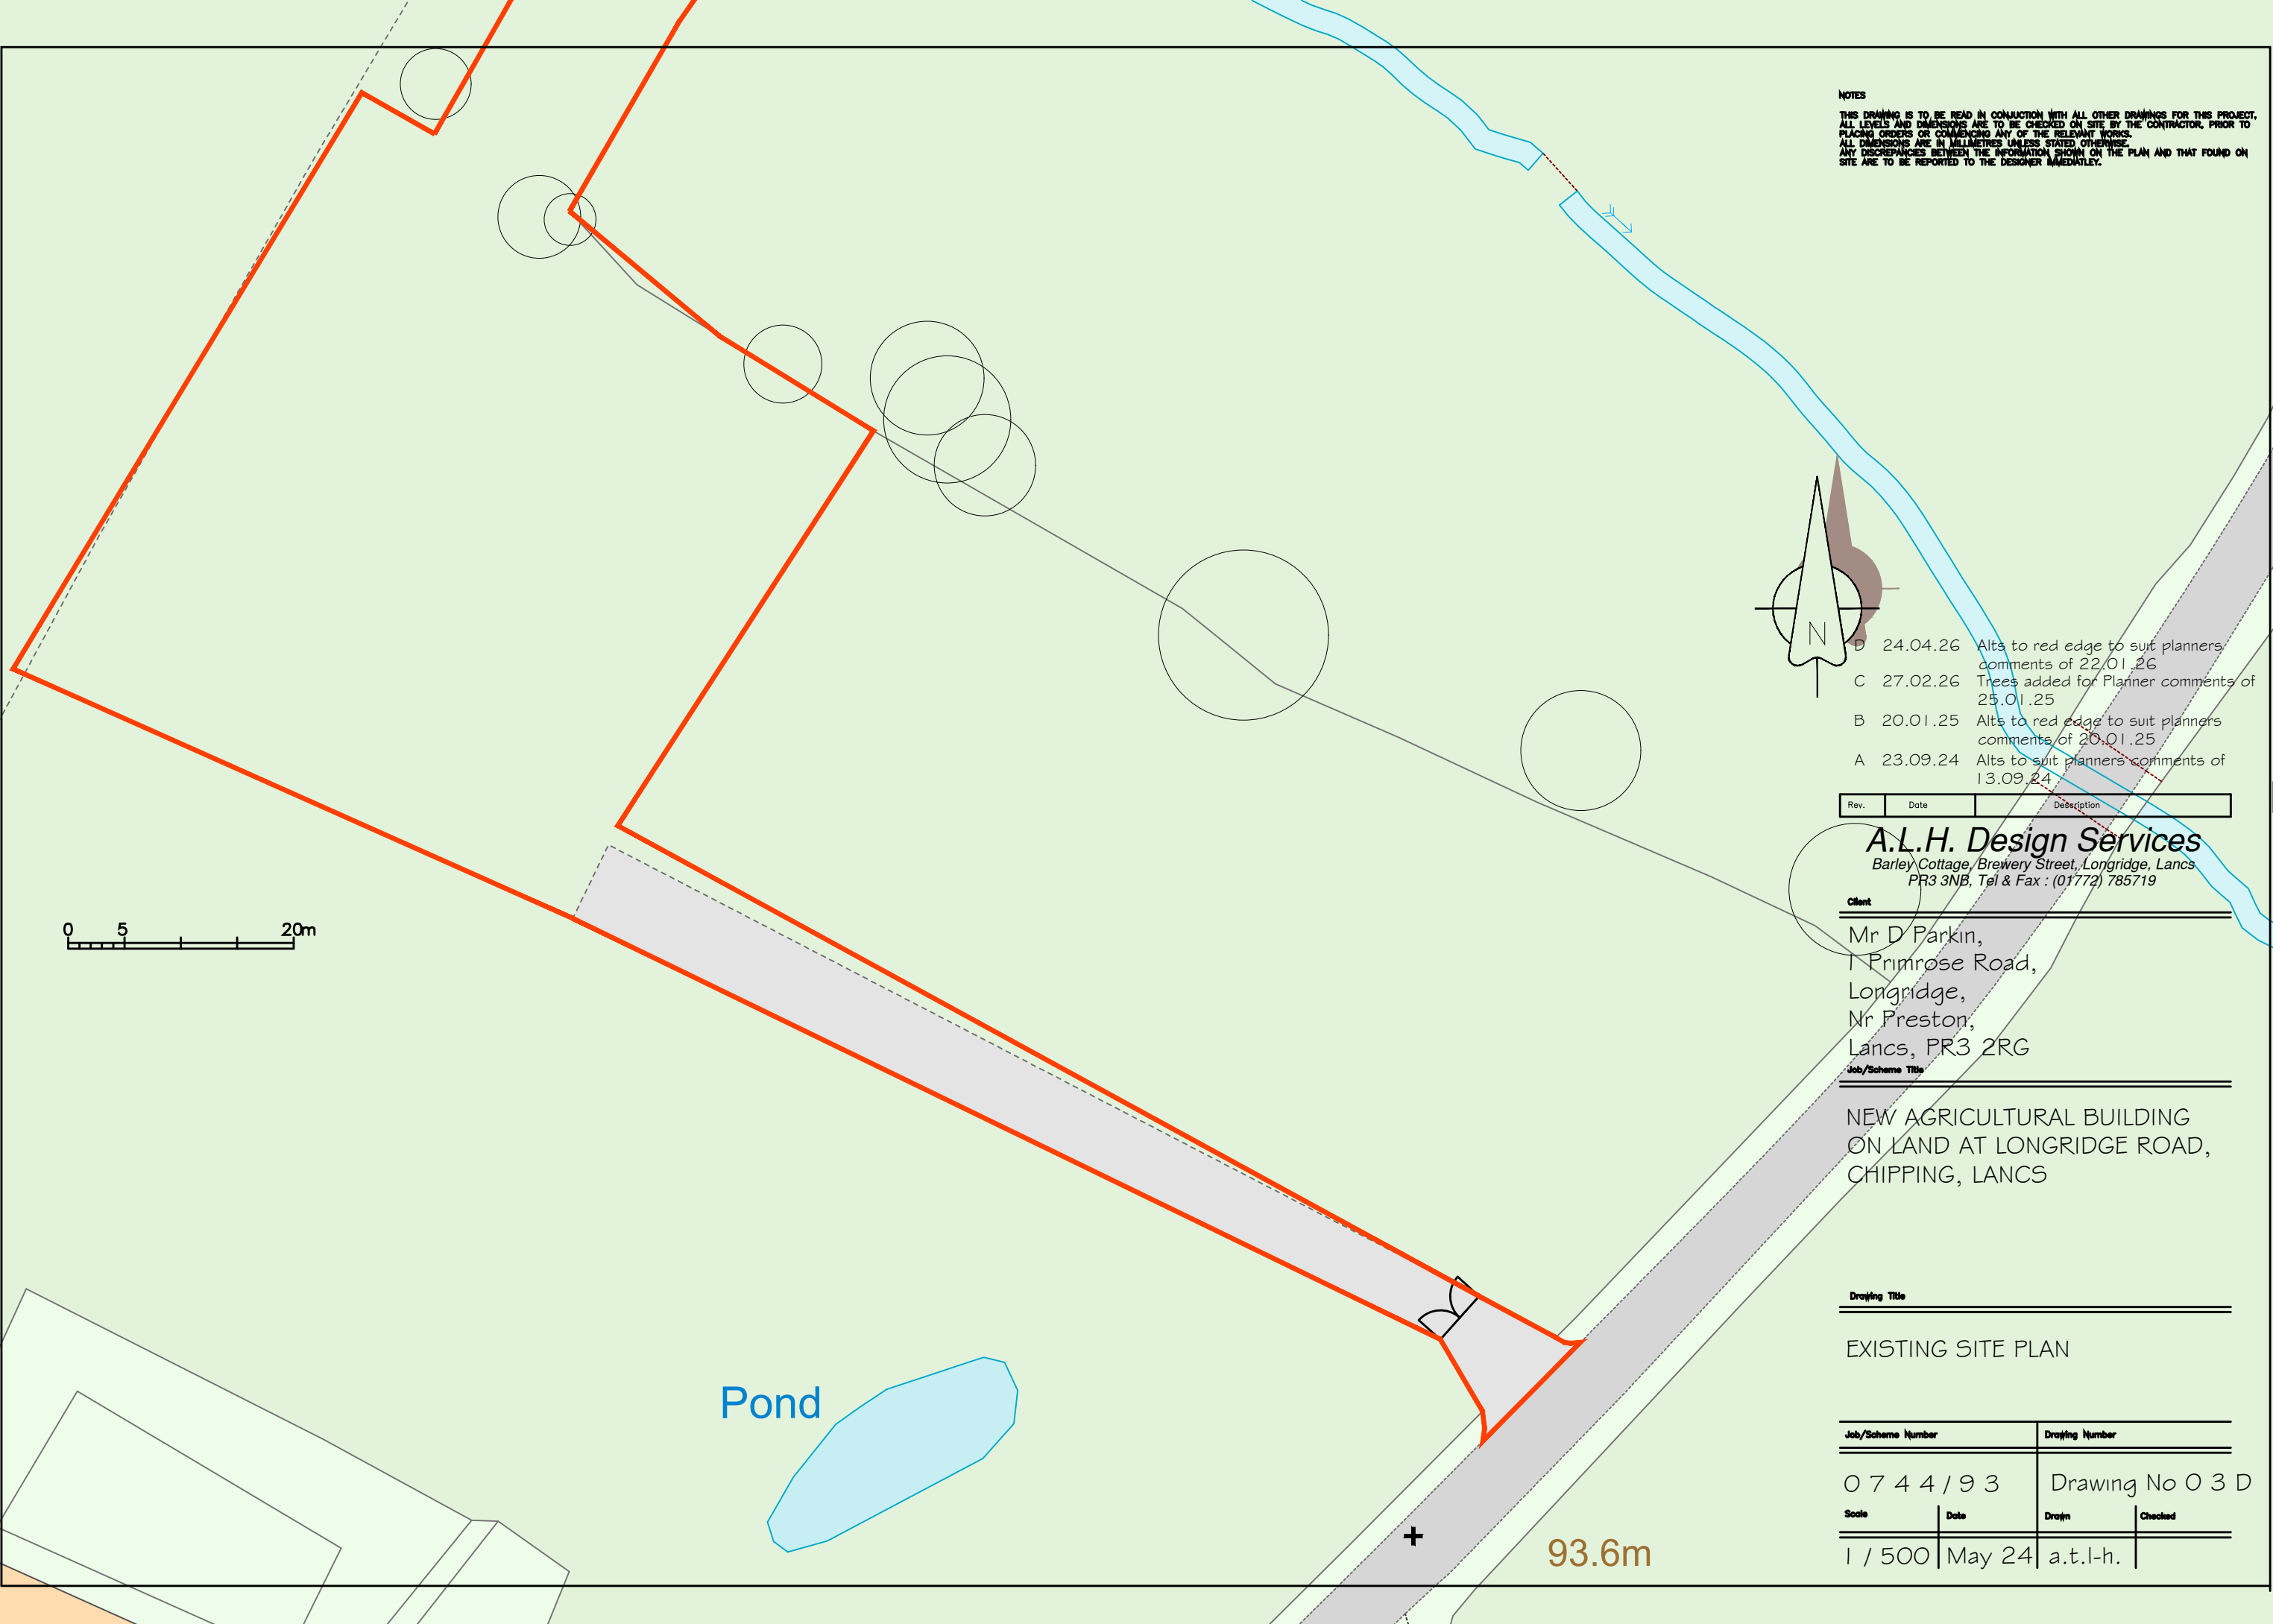 NOTES
THIS DRAWING IS TO BE READ IN CONJUCTION WITH ALL OTHER DRAWINGS FOR THIS PROJECT.
ALL LEVELS AND DIMENSIONS ARE TO BE CHECKED ON SITE BY THE CONTRACTOR, PRIOR TO
PLACING ORDERS OR COMMENCING ANY OF THE RELEVANT WORKS.
ALL DIMENSIONS ARE IN MILLIMETRES UNLESS STATED OTHERWISE.
ANY DISCREPANCIES BETWEEN THE INFORMATION SHOWN ON THE PLAN AND THAT FOUND ON
SITE ARE TO BE REPORTED TO THE DESIGNER IMMEDIATLEY.
N
D 24.04.26 Alts to red edge to suit planners
comments of 22.01.26
C 27.02.26 Trees added for Planner comments of
25.01.25
B 20.01.25 Alts to red edge to suit planners
comments of 20.01.25
A 23.09.24 Alts to suit planners comments of
13.09.24
Rev. Date Description
A.L.H. Design Services
Barley Cottage, Brewery Street, Longridge, Lancs
PR3 3NB, Tel & Fax : (01772) 785719
Client
Mr D Parkin,
1 Primrose Road,
Longridge,
Nr Preston,
Lancs, PR3 2RG
Job/Scheme Title
NEW AGRICULTURAL BUILDING
ON LAND AT LONGRIDGE ROAD,
CHIPPING, LANCS
Drawing Title
EXISTING SITE PLAN
Job/Scheme Number Drawing Number
0744/93 Drawing No 03 D
Scale Date Drawn Checked
1 / 500 May 24 a.t.l-h.
0 5 20m
Pond
93.6m